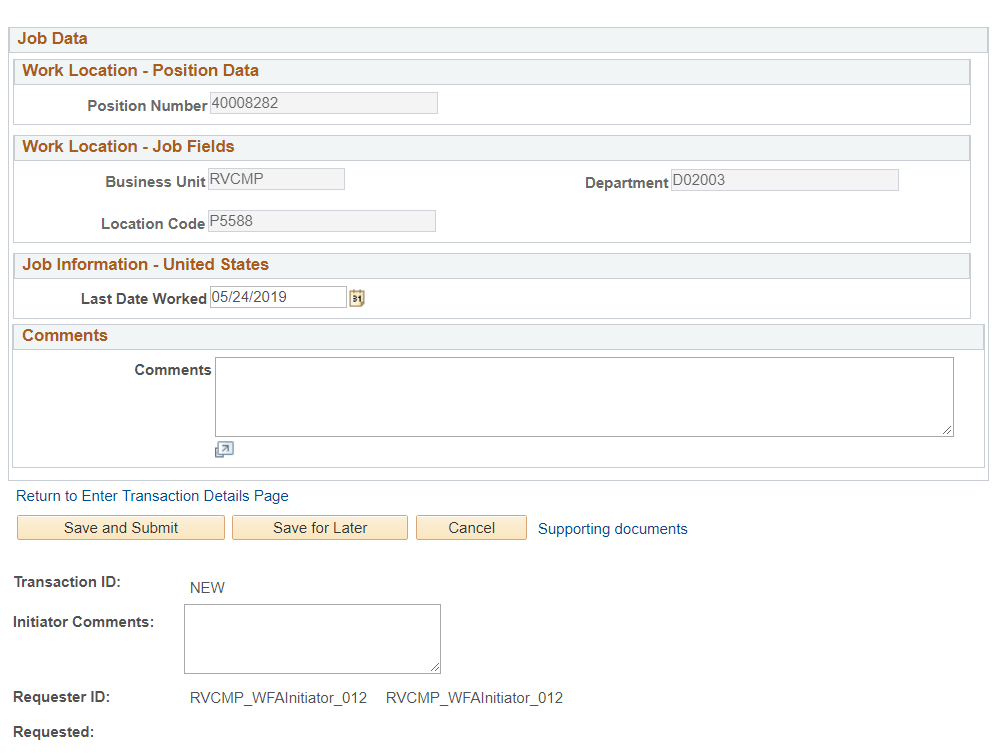 Job Data
Work Location - Position Data
Position Number 40008282
Work Location - Job Fields
Business Unit RVCMP Department D02003
Location Code P5588
Job Information - United States
Last Date Worked 05/24/2019 31
Comments
Comments
Return to Enter Transaction Details Page
Save and Submit Save for Later Cancel Supporting documents
Transaction ID: NEW
Initiator Comments:
Requester ID: RVCMP_WFAInitiator_012 RVCMP_WFAInitiator_012
Requested: